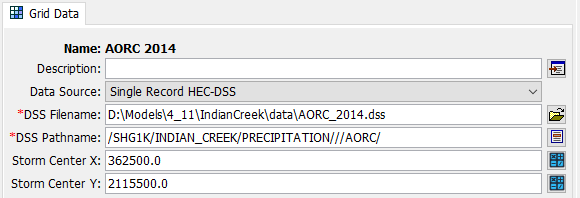 Grid Data
Name: AORC 2014
Description:
Data Source: Single Record HEC-DSS
*DSS Filename: D:\Models\4_11\IndianCreek\data\AORC_2014.dss
*DSS Pathname: /SHG1K/INDIAN_CREEK/PRECIPITATION///AORC/
Storm Center X: 362500.0
Storm Center Y: 2115500.0